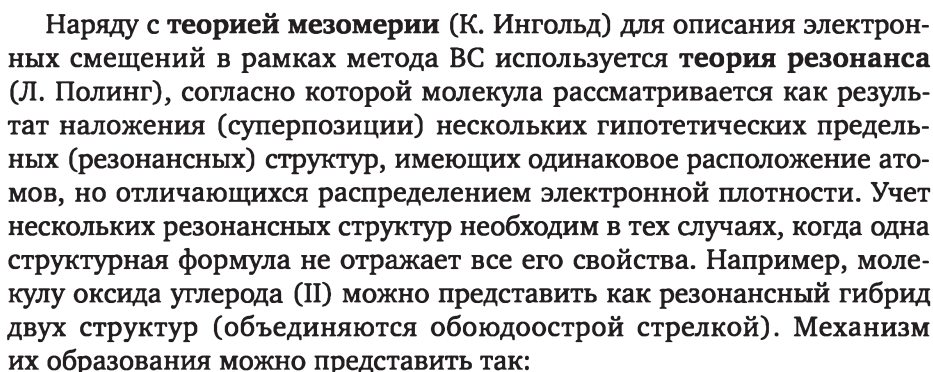 Наряду с теорией мезомерии (К. Ингольд) для описания электрон-
ных смещений в рамках метода ВС используется теория резонанса
(Л. Полинг), согласно которой молекула рассматривается как резуль-
тат наложения (суперпозиции) нескольких гипотетических предель-
ных (резонансных) структур, имеющих одинаковое расположение ато-
мов, но отличающихся распределением электронной плотности. Учет
нескольких резонансных структур необходим в тех случаях, когда одна
структурная формула не отражает все его свойства. Например, моле-
кулу оксида углерода (II) можно представить как резонансный гибрид
двух структур (объединяются обоюдоострой стрелкой). Механизм
их образования можно представить так: